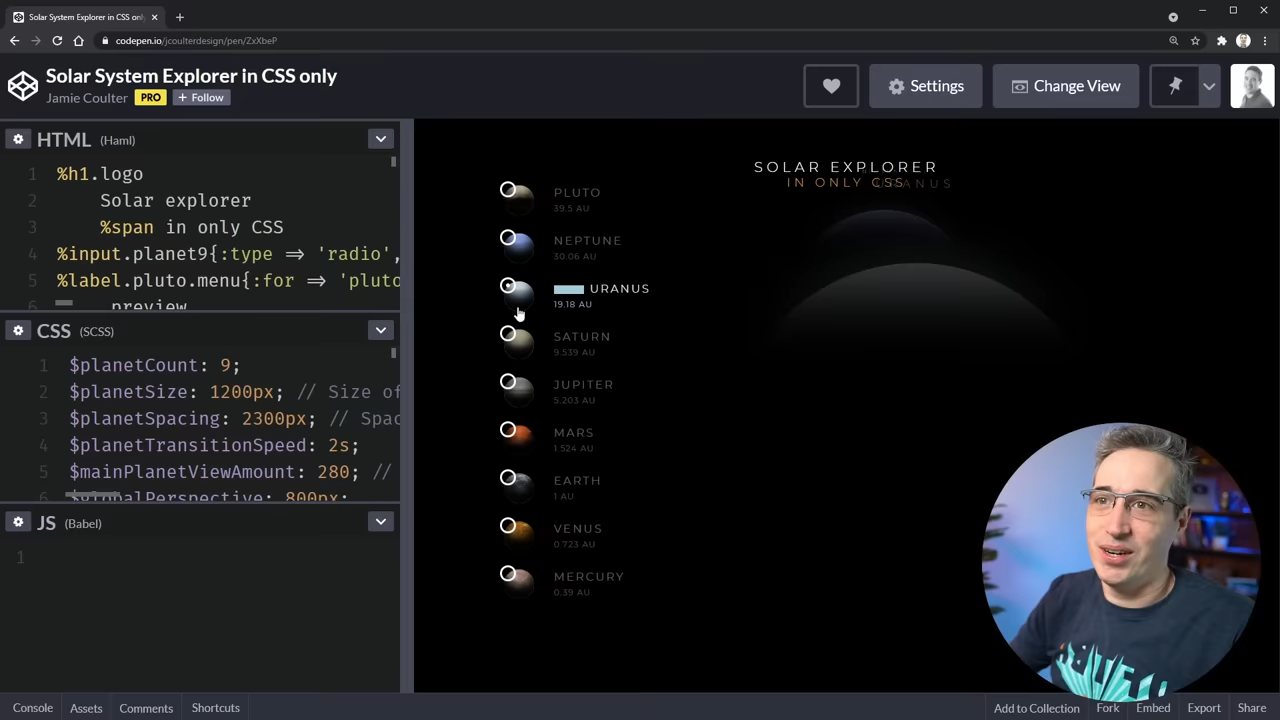 Solar System Explorer in CSS only
codepen.io/jcoulterdesign/pen/ZxXbeP
Solar System Explorer in CSS only
Jamie Coulter PRO + Follow
Settings
Change View
HTML (Haml)
1 %h1.logo
2 Solar explorer
3 %span in only CSS
4 %input.planet9{:type => 'radio',
5 %label.pluto.menu{:for => 'pluto
6 preview
CSS (SCSS)
1 $planetCount: 9;
2 $planetSize: 1200px; // Size of
3 $planetSpacing: 2300px; // Spac
4 $planetTransitionSpeed: 2s;
5 $mainPlanetViewAmount: 280; //
6 $globalPerspective: 800px;
JS (Babel)
1
SOLAR EXPLORER
IN ONLY CSS
URANUS
PLUTO
39.5 AU
NEPTUNE
30.06 AU
URANUS
19.18 AU
SATURN
9.539 AU
JUPITER
5.203 AU
MARS
1.524 AU
EARTH
1 AU
VENUS
0.723 AU
MERCURY
0.39 AU
Console
Assets
Comments
Shortcuts
Add to Collection
Fork
Embed
Export
Share